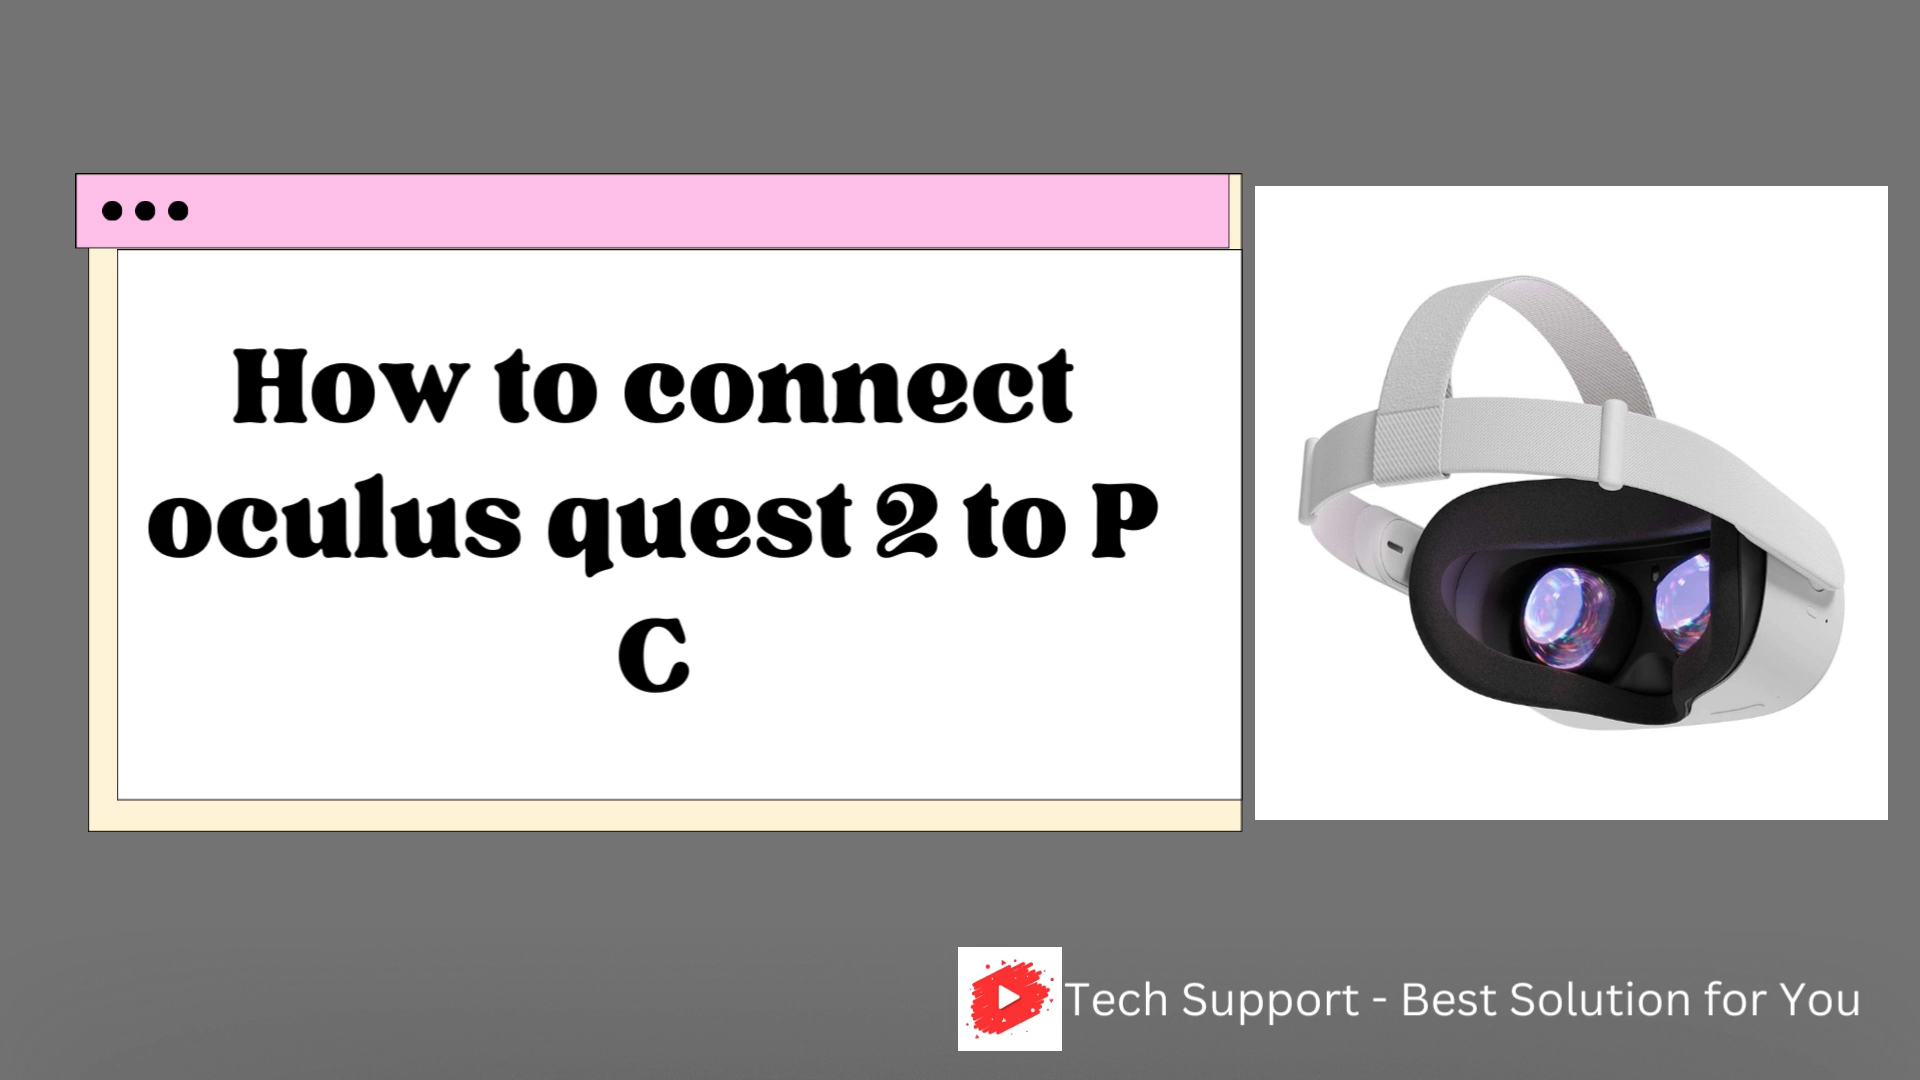 How to connect
oculus quest 2 to P
C
Tech Support - Best Solution for You